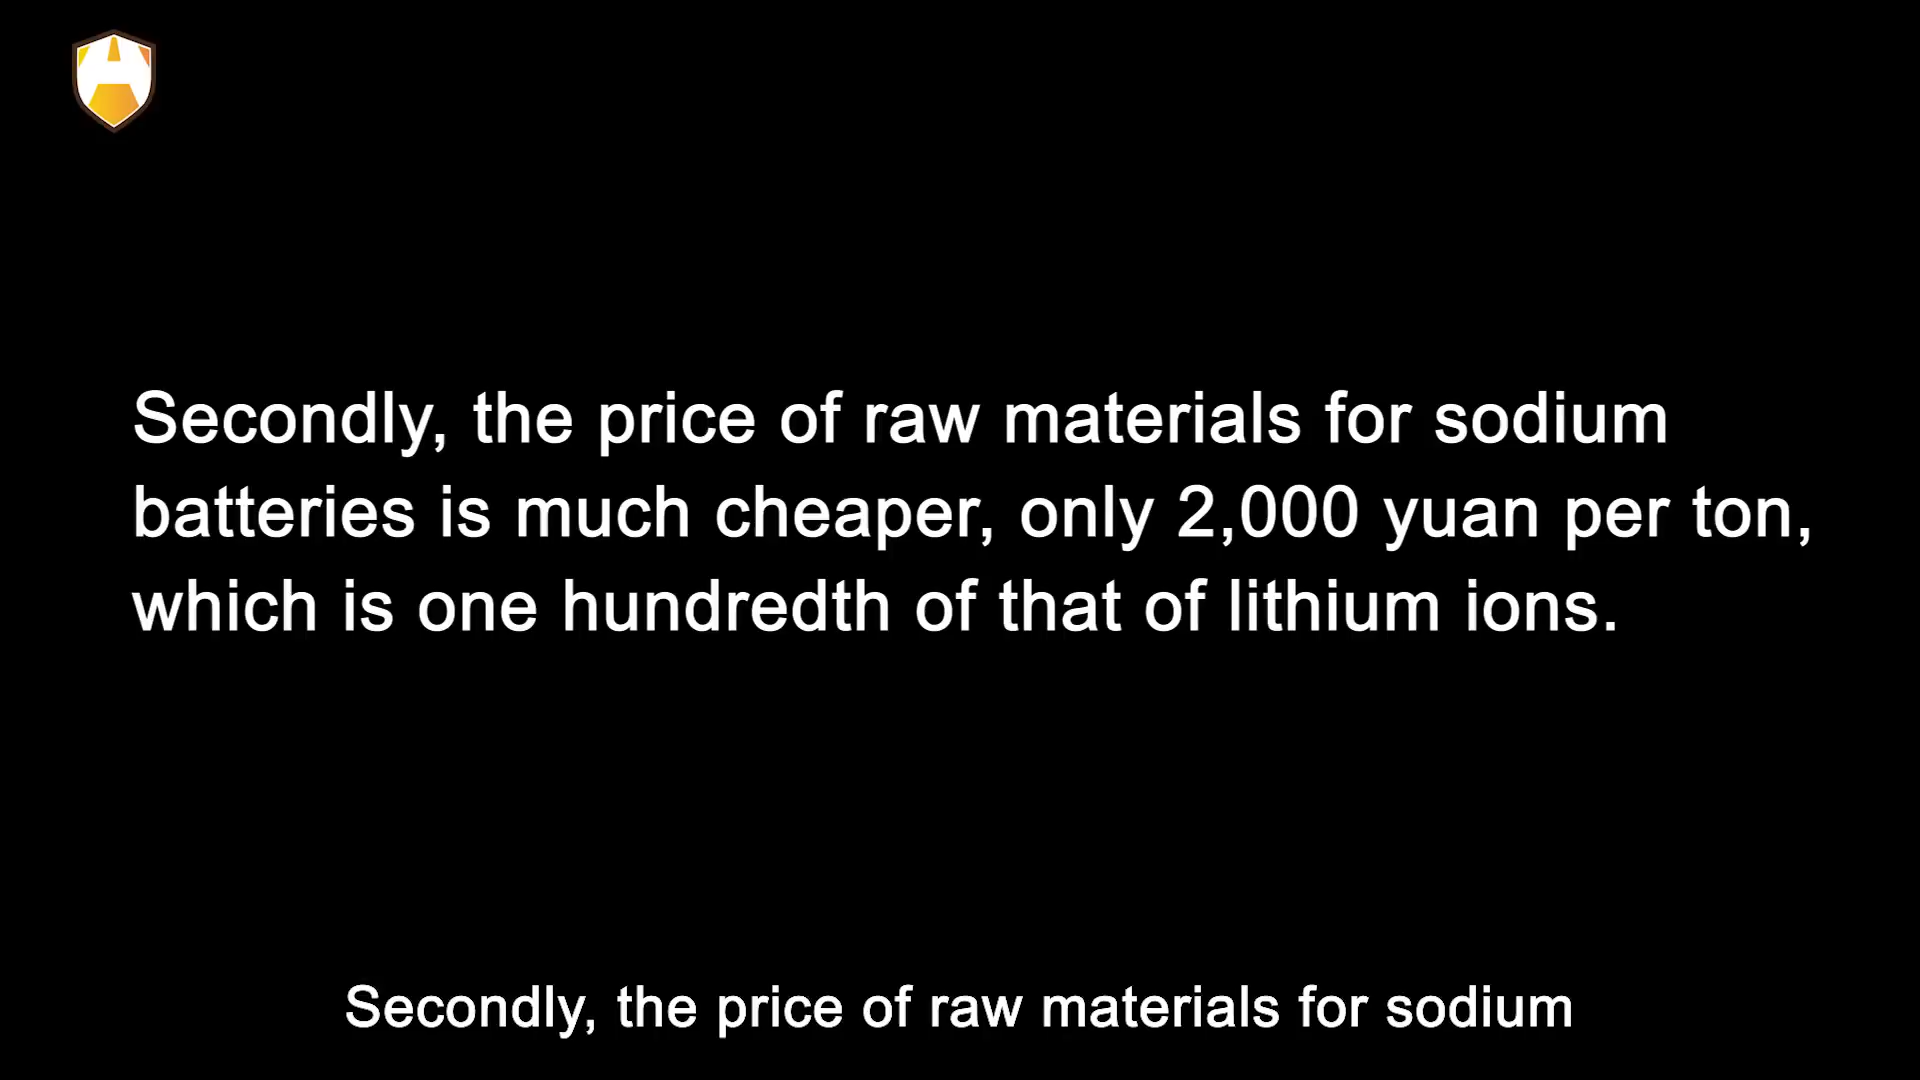 Secondly, the price of raw materials for sodium
batteries is much cheaper, only 2,000 yuan per ton,
which is one hundredth of that of lithium ions.
Secondly, the price of raw materials for sodium